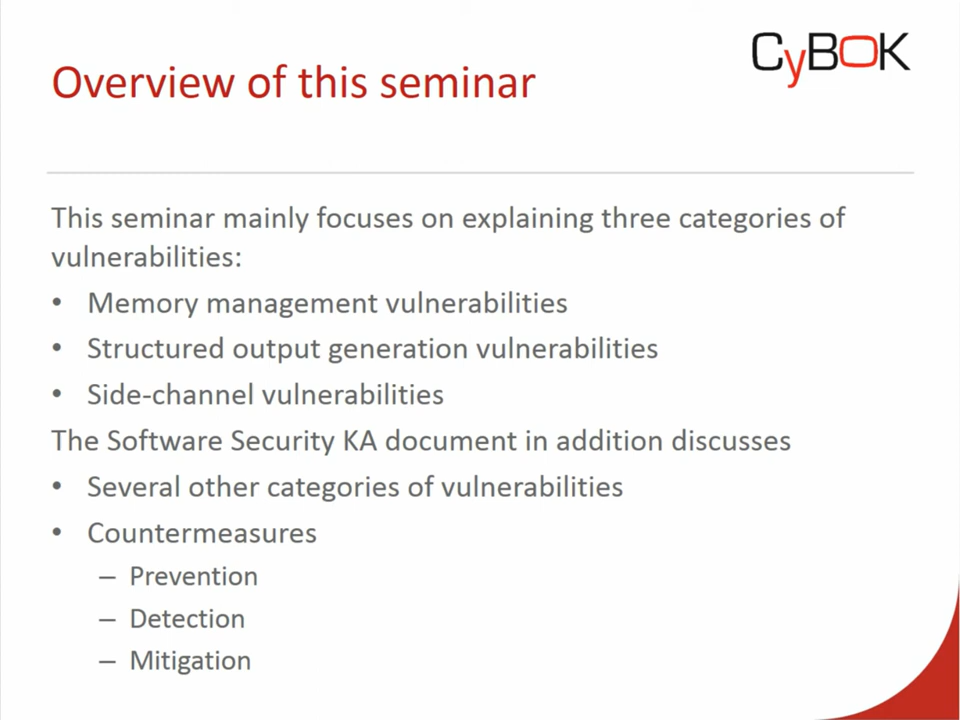 CyBOK
Overview of this seminar
This seminar mainly focuses on explaining three categories of
vulnerabilities:
• Memory management vulnerabilities
• Structured output generation vulnerabilities
• Side-channel vulnerabilities
The Software Security KA document in addition discusses
• Several other categories of vulnerabilities
• Countermeasures
– Prevention
– Detection
– Mitigation